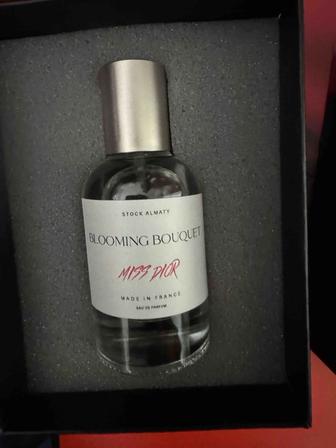 STOCK ALMATY
BLOOMING BOUQUET
MISS DIOR
MADE IN FRANCE
EAU DE PARFUM